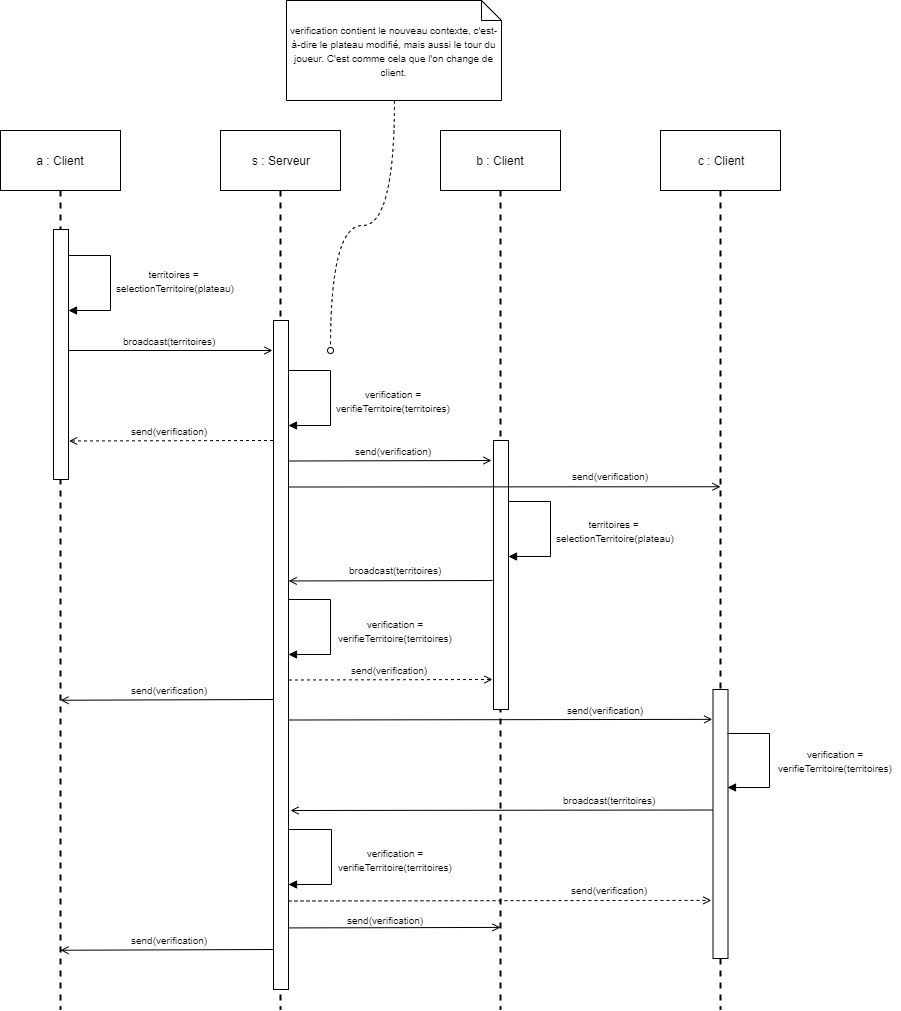 verification contient le nouveau contexte, c'est-
à-dire le plateau modifié, mais aussi le tour du
joueur. C'est comme cela que l'on change de
client.
a : Client
s : Serveur
b : Client
c : Client
territoires =
selectionTerritoire(plateau)
broadcast(territoires)
verification =
verifieTerritoire(territoires)
send(verification)
send(verification)
send(verification)
territoires =
selectionTerritoire(plateau)
broadcast(territoires)
verification =
verifieTerritoire(territoires)
send(verification)
send(verification)
send(verification)
verification =
verifieTerritoire(territoires)
broadcast(territoires)
verification =
verifieTerritoire(territoires)
send(verification)
send(verification)
send(verification)